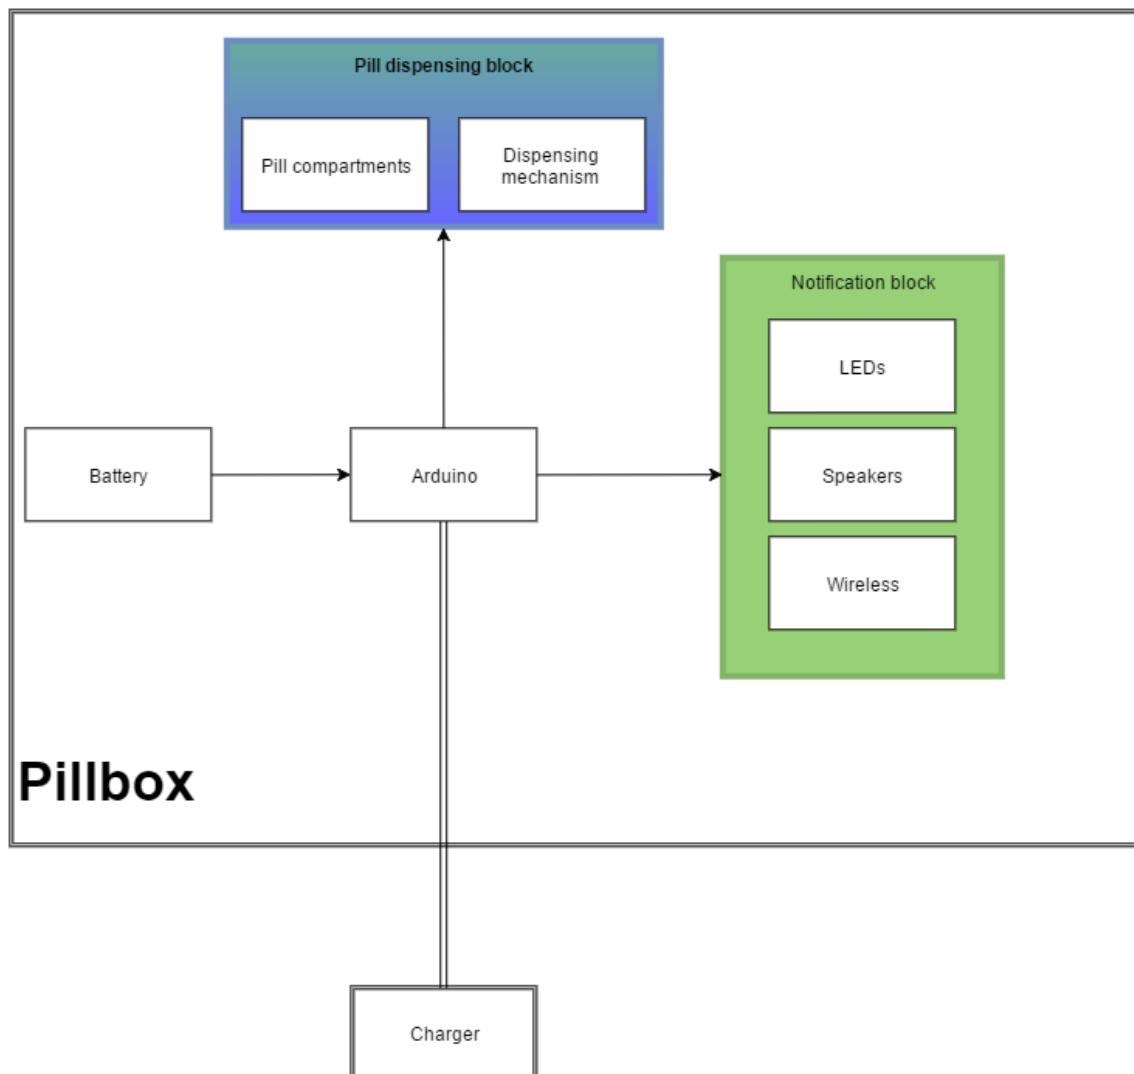 Pill dispensing block
Pill compartments
Dispensing
mechanism
Notification block
LEDs
Battery
Arduino
Speakers
Wireless
Pillbox
Charger